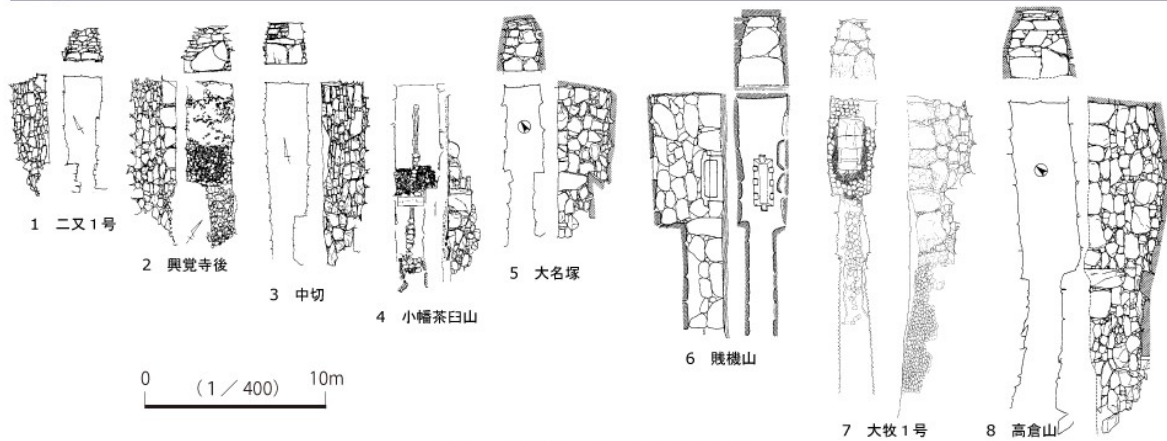 1 二又1号
2 興覚寺後
3 中切
4 小幡茶臼山
5 大名塚
6 賎機山
7 大牧1号
8 高倉山
0 (1/400) 10m